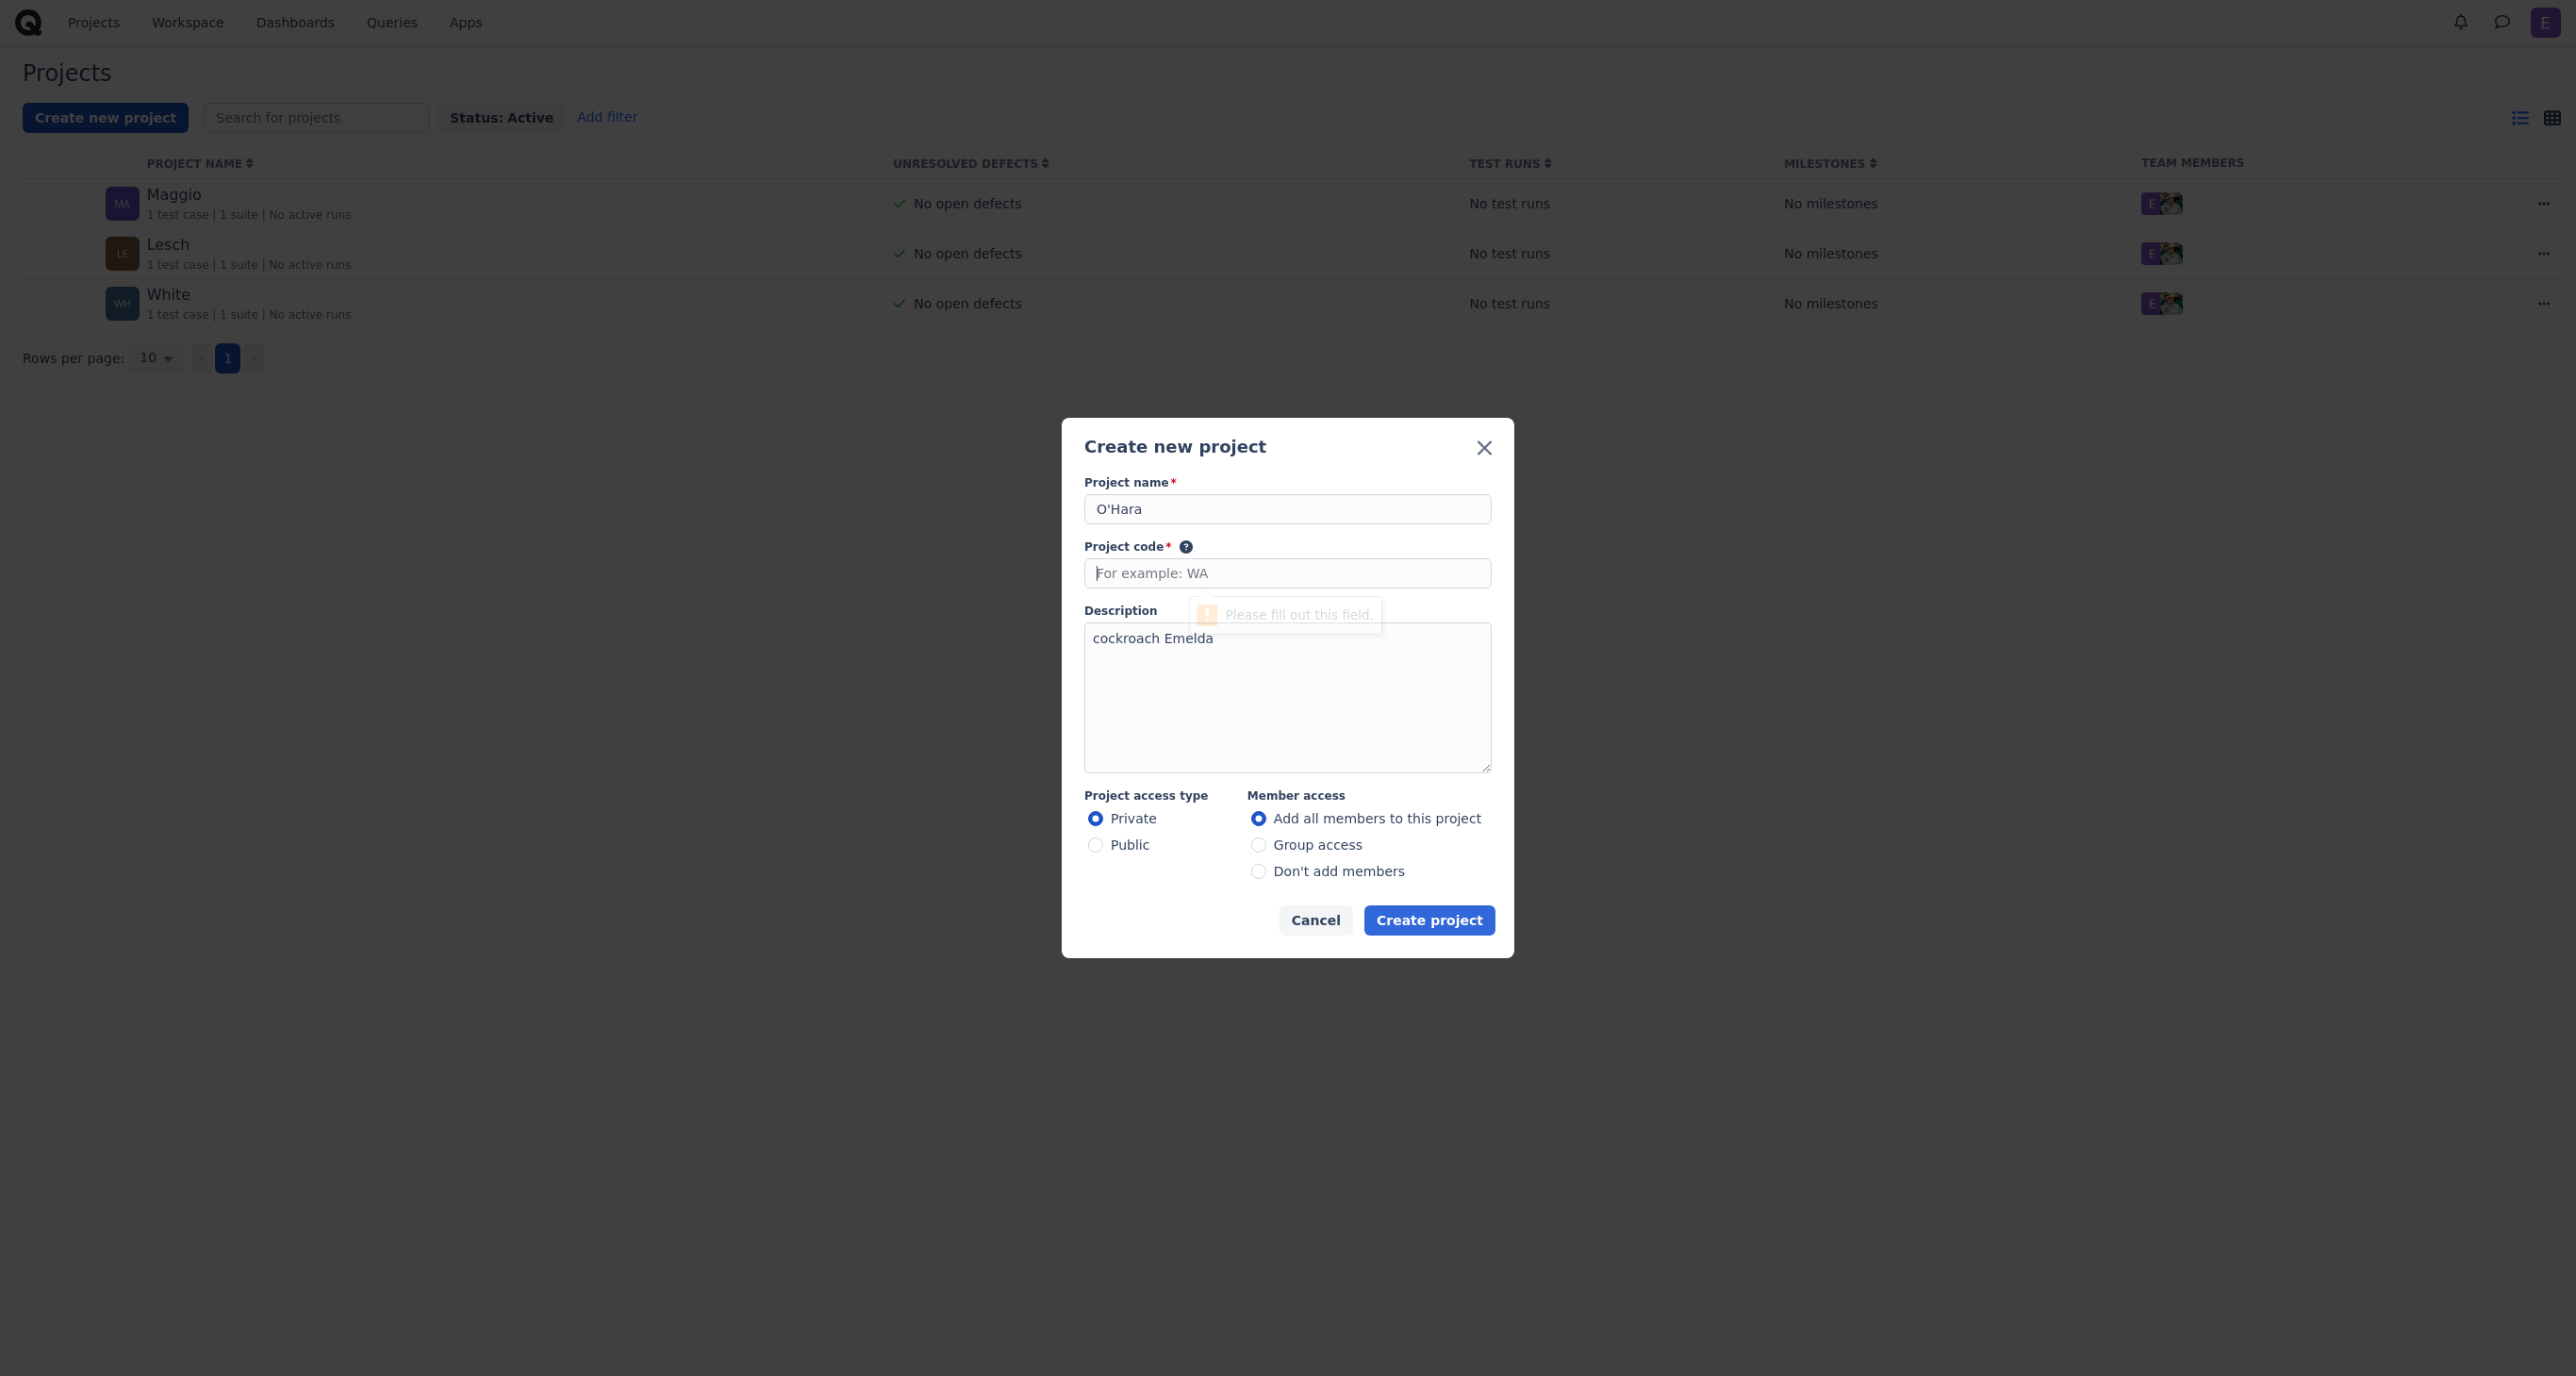 Projects Workspace Dashboards Queries Apps E
Projects
Create new project Search for projects Status: Active Add filter
PROJECT NAME UNRESOLVED DEFECTS TEST RUNS MILESTONES TEAM MEMBERS
MA Maggio No open defects No test runs No milestones E
1 test case | 1 suite | No active runs
LE Lesch No open defects No test runs No milestones E
1 test case | 1 suite | No active runs
WH White No open defects No test runs No milestones E
1 test case | 1 suite | No active runs
Rows per page: 10 1
Create new project
Project name*
O'Hara
Project code* ?
For example: WA
Please fill out this field.
Description
cockroach Emelda
Project access type Member access
Private Add all members to this project
Public Group access
Don't add members
Cancel Create project